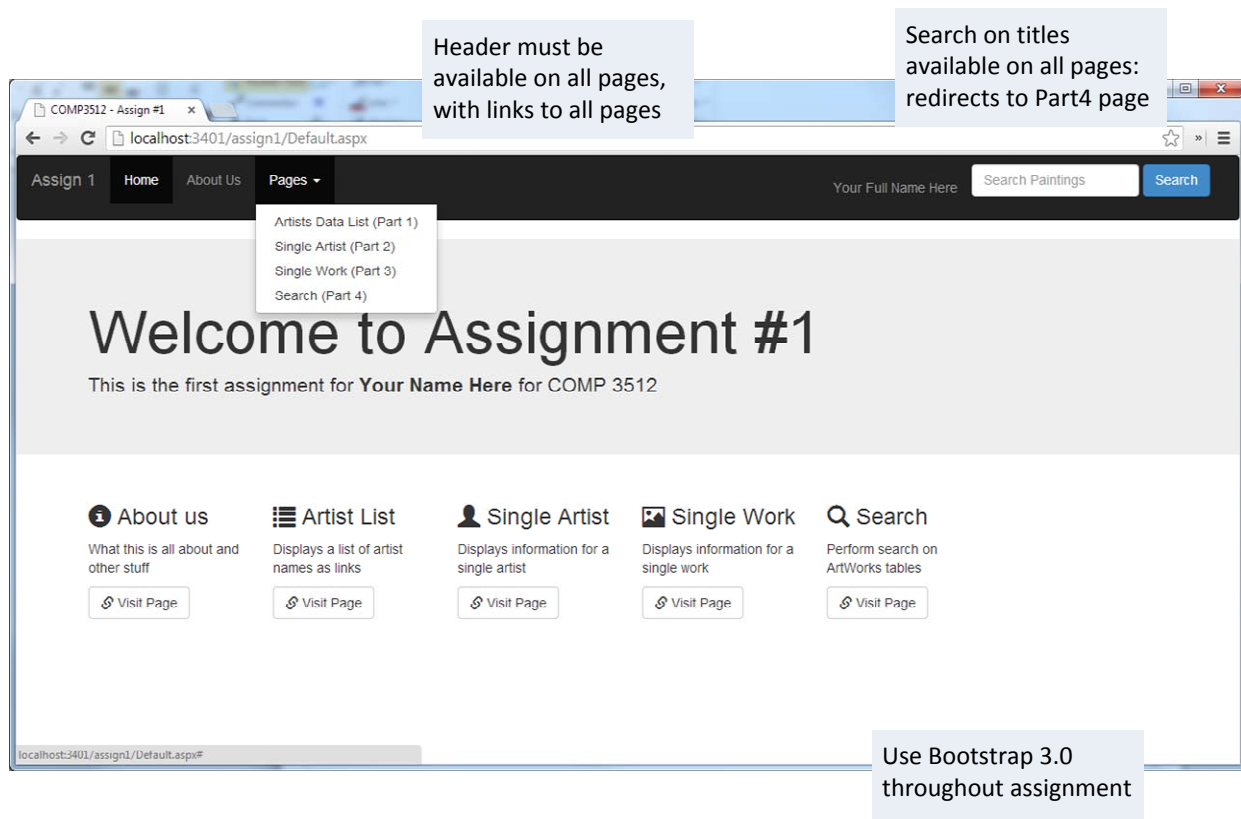 Header must be
available on all pages,
with links to all pages
Search on titles
available on all pages:
redirects to Part4 page
COMP3512 - Assign #1
localhost:3401/assign1/Default.aspx
Assign 1 Home About Us Pages Your Full Name Here Search Paintings Search
Artists Data List (Part 1)
Single Artist (Part 2)
Single Work (Part 3)
Search (Part 4)
Welcome to Assignment #1
This is the first assignment for Your Name Here for COMP 3512
About us Artist List Single Artist Single Work Search
What this is all about and Displays a list of artist Displays information for a Displays information for a Perform search on
other stuff names as links single artist single work ArtWorks tables
Visit Page Visit Page Visit Page Visit Page Visit Page
localhost:3401/assign1/Default.aspx#
Use Bootstrap 3.0
throughout assignment